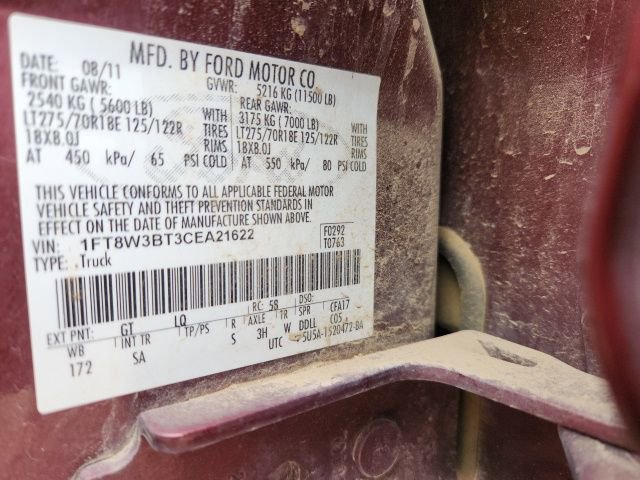 MFD. BY FORD MOTOR CO
DATE: 08/11 GVWR: 5216 KG (11500 LB)
FRONT GAWR: REAR GAWR:
2540 KG ( 5600 LB) WITH 3175 KG ( 7000 LB) WITH
LT275/70R18E 125/122R TIRES LT275/70R18E 125/122R TIRES
18X8.0J RIMS 18X8.0J RIMS
AT 450 kPa/ 65 PSI COLD AT 550 kPa/ 80 PSI COLD
THIS VEHICLE CONFORMS TO ALL APPLICABLE FEDERAL MOTOR
VEHICLE SAFETY AND THEFT PREVENTION STANDARDS IN
EFFECT ON THE DATE OF MANUFACTURE SHOWN ABOVE.
VIN: 1FT8W3BT3CEA21622 F0292
TYPE: Truck T0763
EXT PNT: GT LQ RC: 58 DSO:
WB INT TR TP/PS R AXLE TR SPR CFA17
172 SA S 3H W DDLL C05
UTC 5U5A-1520472-BA